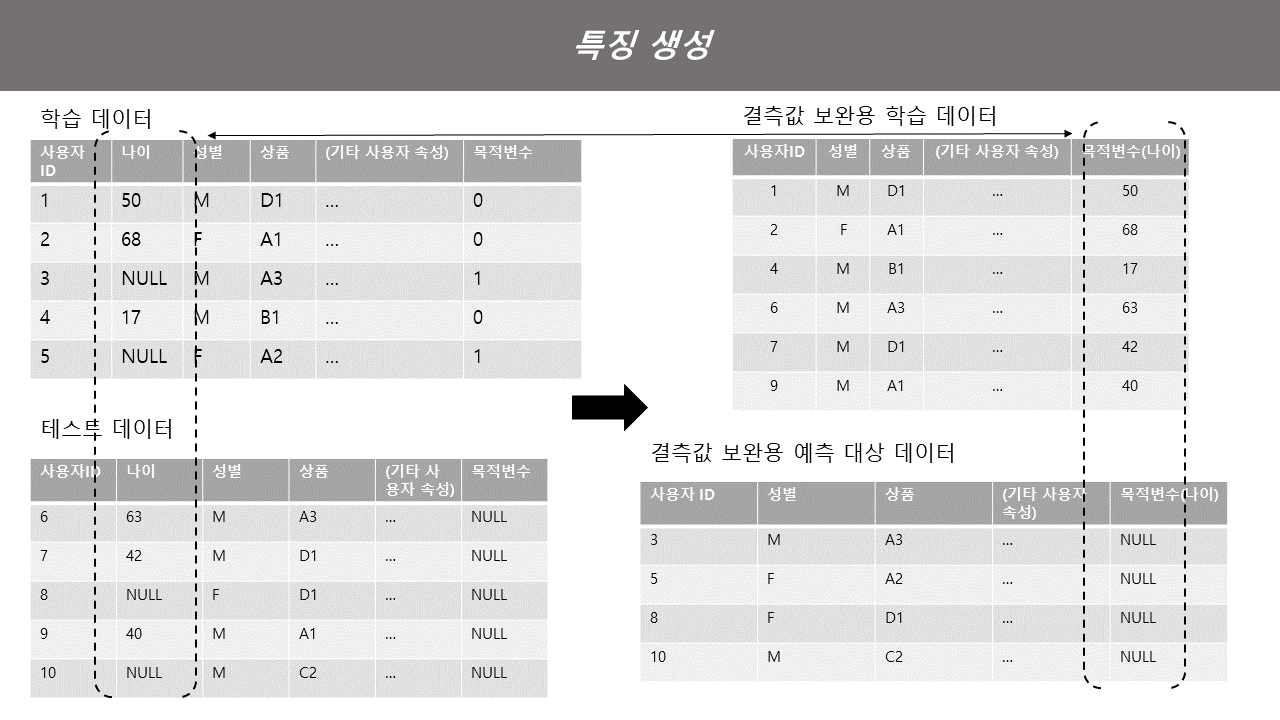 특징 생성
학습 데이터
사용자 ID 나이 성별 상품 (기타 사용자 속성) 목적변수
1 50 M D1 ... 0
2 68 F A1 ... 0
3 NULL M A3 ... 1
4 17 M B1 ... 0
5 NULL F A2 ... 1
테스트 데이터
사용자ID 나이 성별 상품 (기타 사용자 속성) 목적변수
6 63 M A3 ... NULL
7 42 M D1 ... NULL
8 NULL F D1 ... NULL
9 40 M A1 ... NULL
10 NULL M C2 ... NULL
결측값 보완용 학습 데이터
사용자ID 성별 상품 (기타 사용자 속성) 목적변수(나이)
1 M D1 ... 50
2 F A1 ... 68
4 M B1 ... 17
6 M A3 ... 63
7 M D1 ... 42
9 M A1 ... 40
결측값 보완용 예측 대상 데이터
사용자 ID 성별 상품 (기타 사용자 속성) 목적변수(나이)
3 M A3 ... NULL
5 F A2 ... NULL
8 F D1 ... NULL
10 M C2 ... NULL